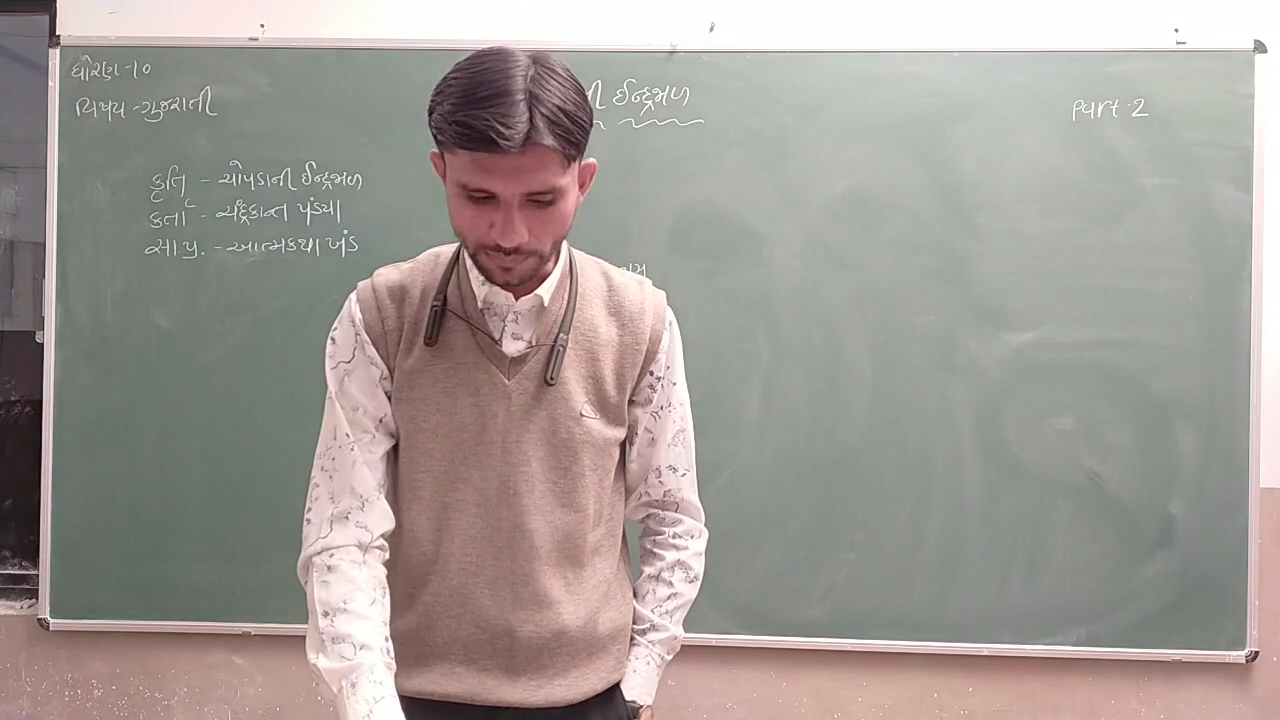 ધોરણ-૧૦
વિષય-ગુજરાતી
ની ઈન્દ્રજાળ
Part-2
કૃતિ - ચોપડાની ઈન્દ્રજાળ
કર્તા - ચંદ્રકાન્ત પંડ્યા
સા.પ્ર. - આત્મકથા ખંડ